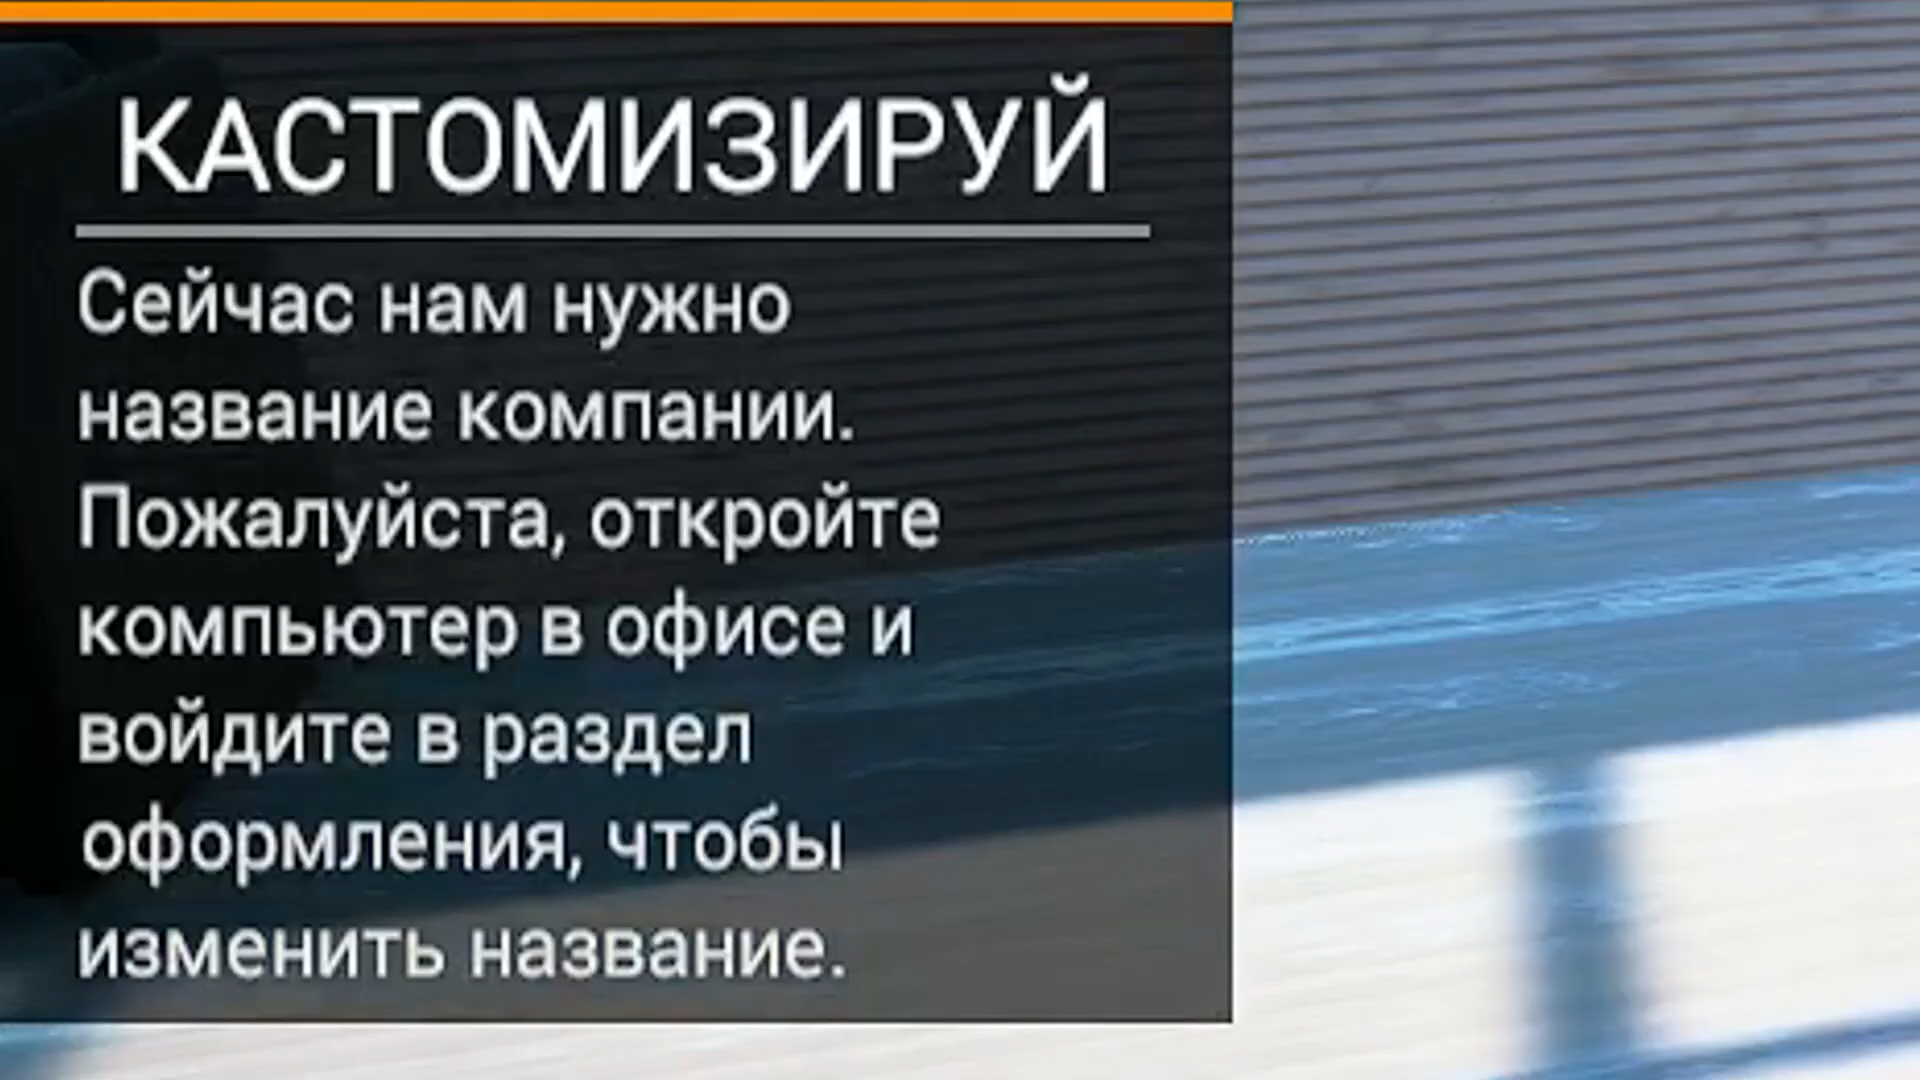 КАСТОМИЗИРУЙ
Сейчас нам нужно
название компании.
Пожалуйста, откройте
компьютер в офисе и
войдите в раздел
оформления, чтобы
изменить название.